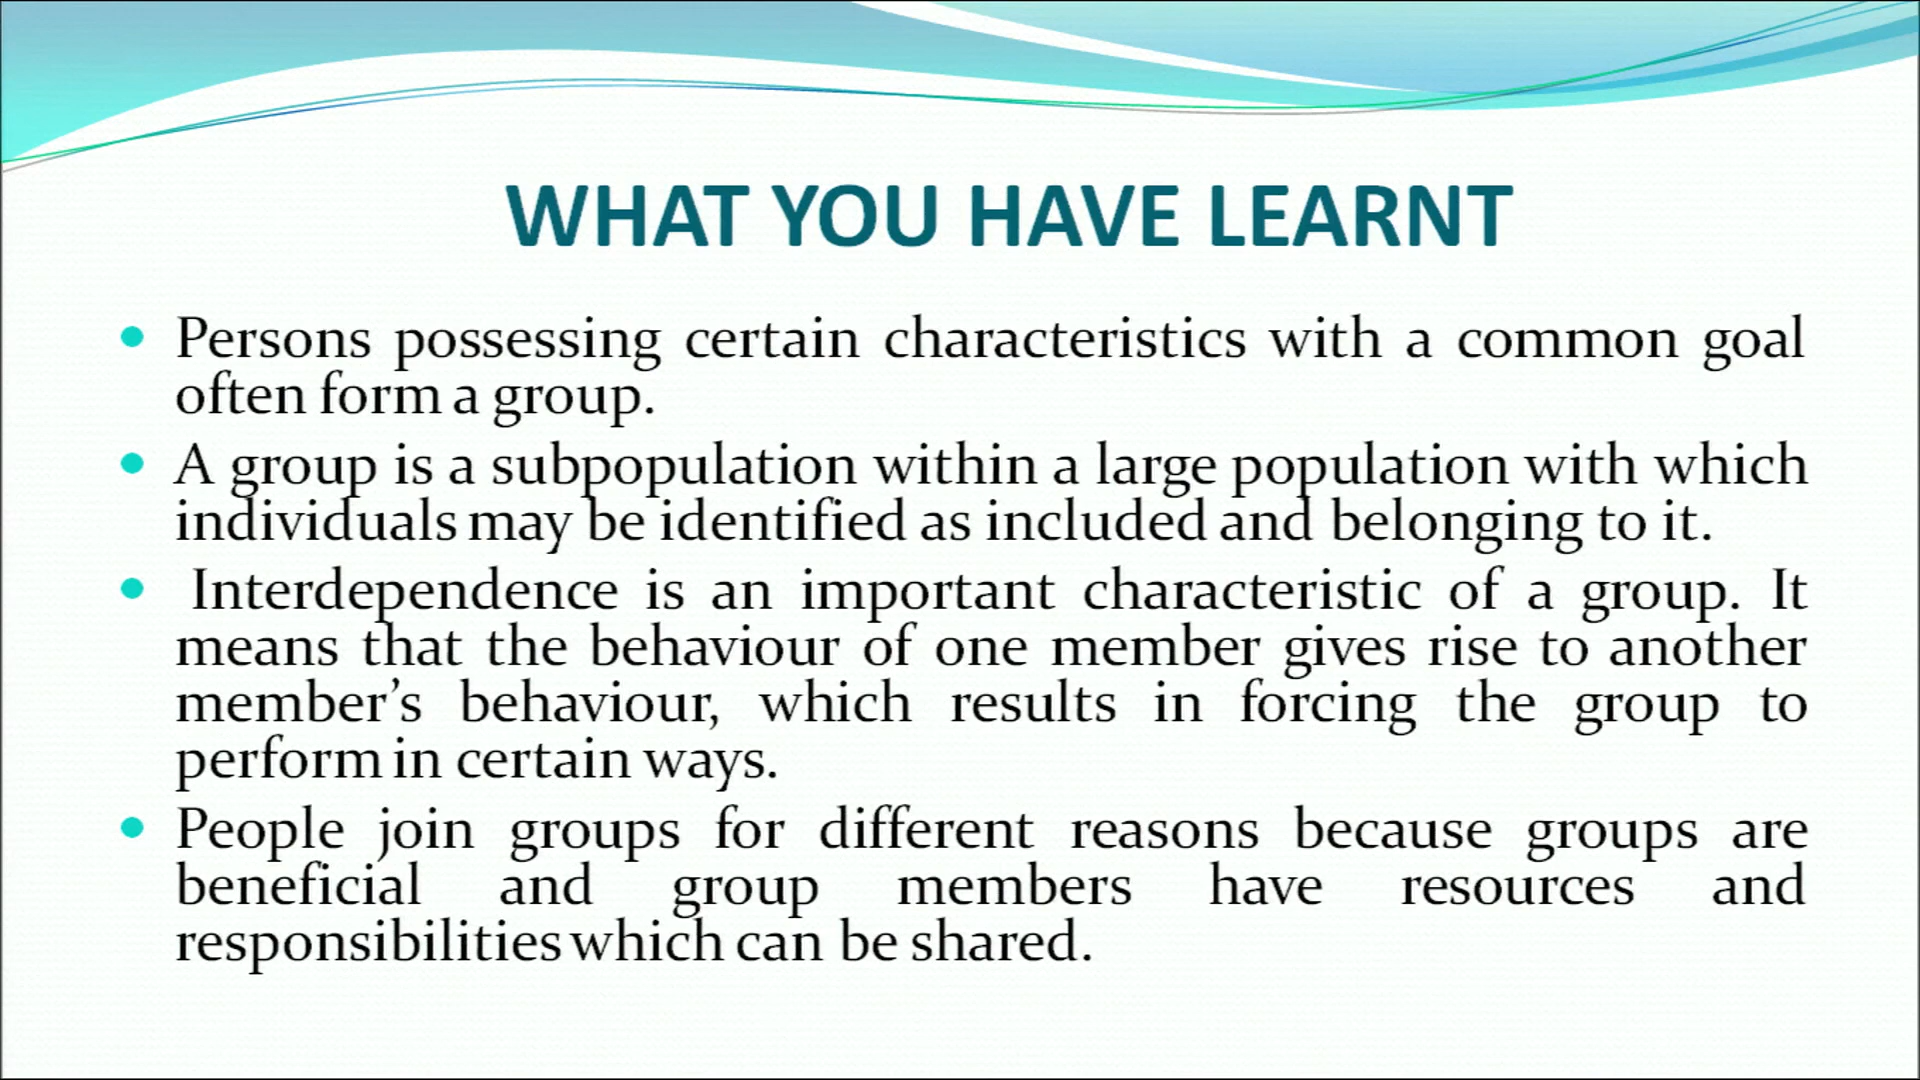 WHAT YOU HAVE LEARNT
• Persons possessing certain characteristics with a common goal
often form a group.
• A group is a subpopulation within a large population with which
individuals may be identified as included and belonging to it.
• Interdependence is an important characteristic of a group. It
means that the behaviour of one member gives rise to another
member’s behaviour, which results in forcing the group to
perform in certain ways.
• People join groups for different reasons because groups are
beneficial and group members have resources and
responsibilities which can be shared.